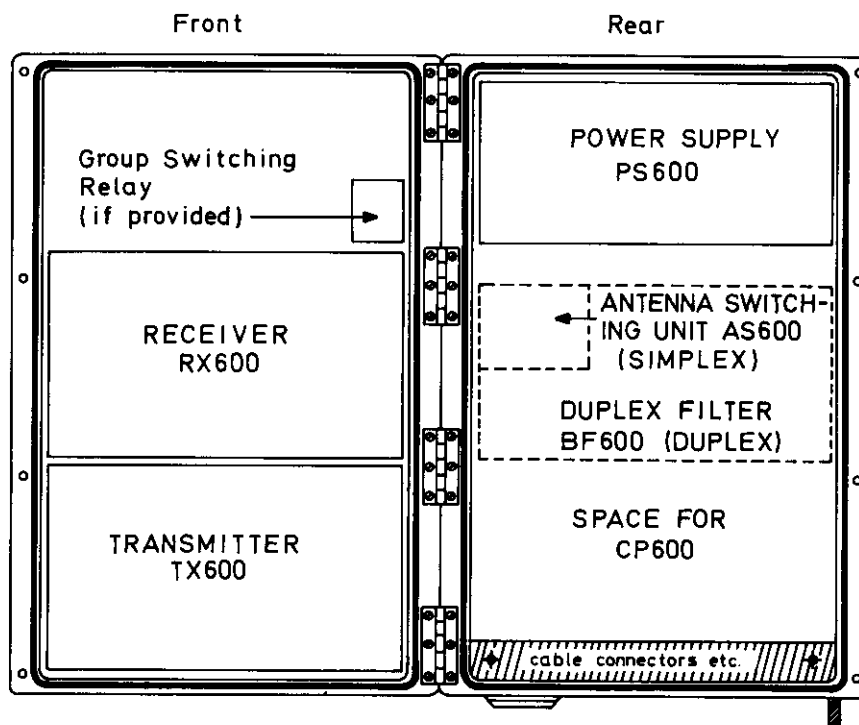 Front
Rear
Group Switching
Relay
(if provided)
RECEIVER
RX600
TRANSMITTER
TX600
POWER SUPPLY
PS600
ANTENNA SWITCH-
ING UNIT AS600
(SIMPLEX)
DUPLEX FILTER
BF600 (DUPLEX)
SPACE FOR
CP600
cable connectors etc.